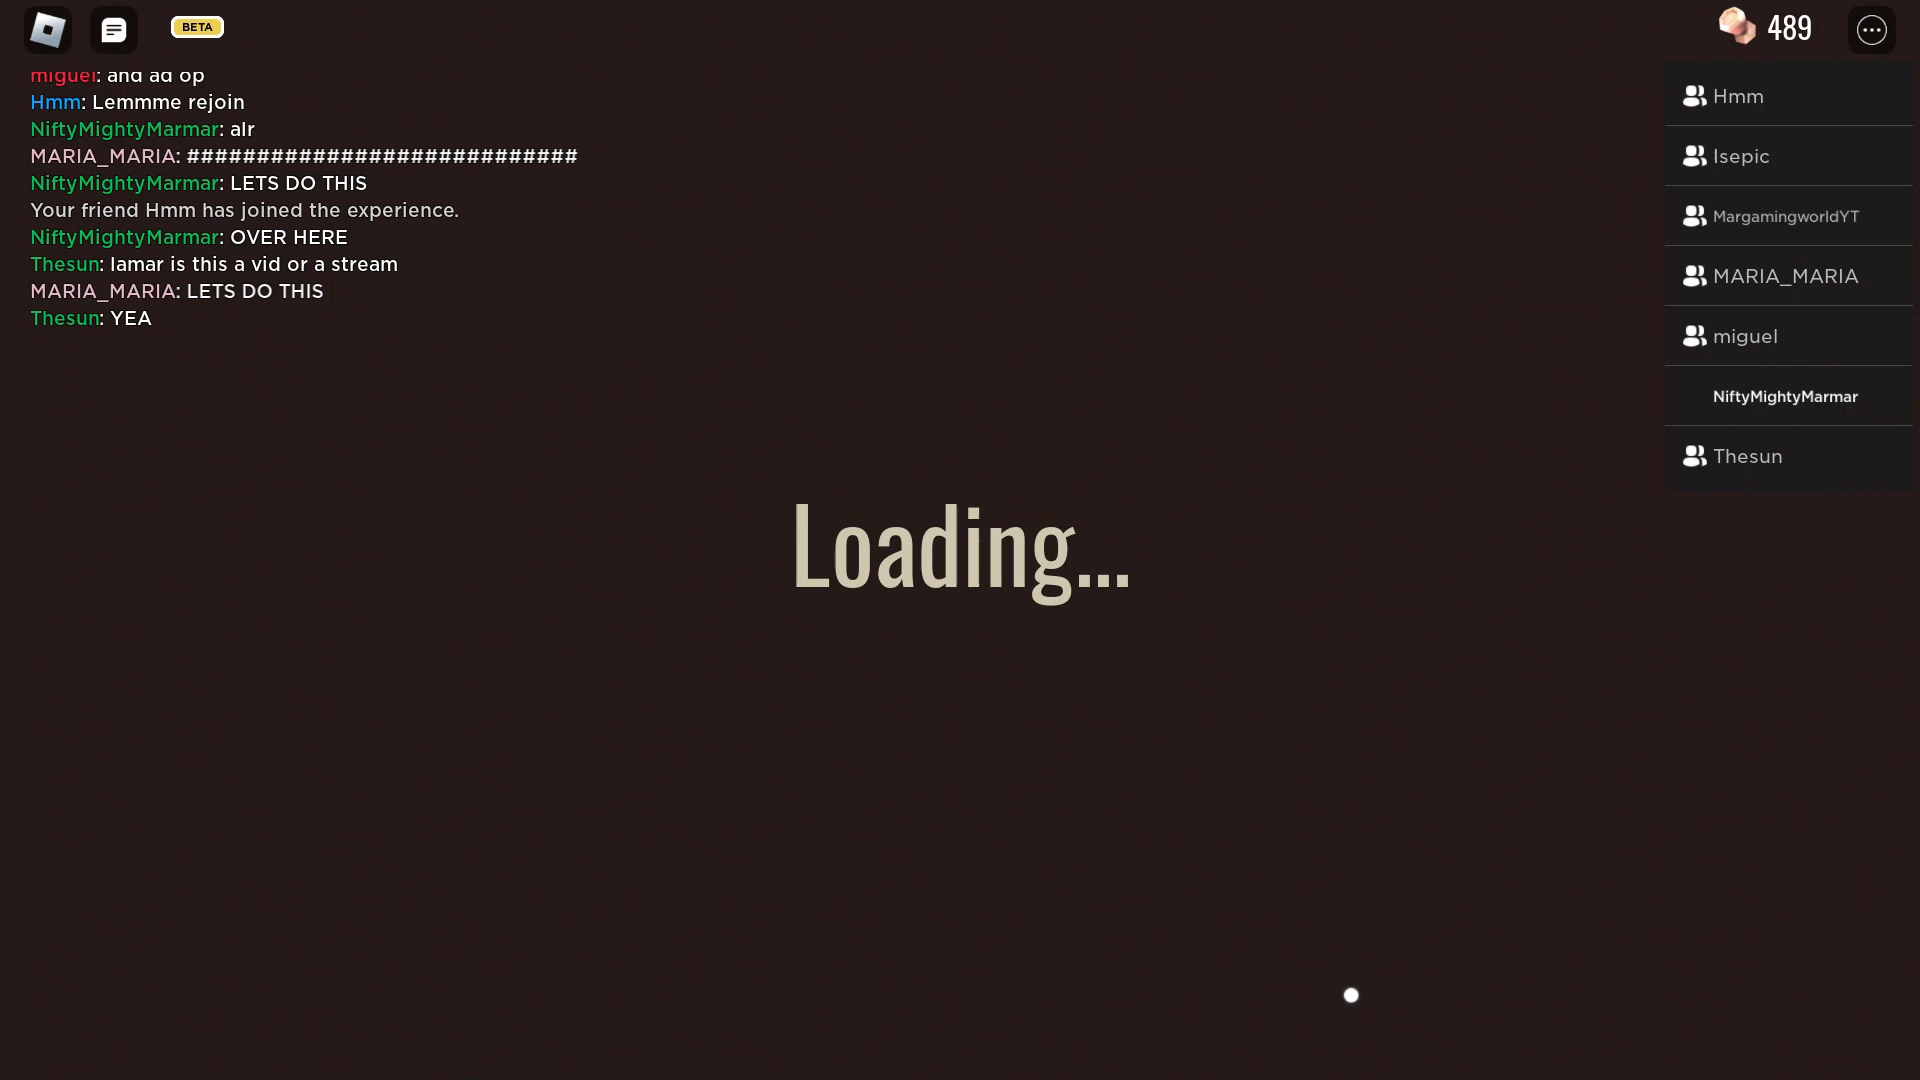 BETA
489
miguel: and ad op
Hmm: Lemmme rejoin
NiftyMightyMarmar: alr
MARIA_MARIA: ############################
NiftyMightyMarmar: LETS DO THIS
Your friend Hmm has joined the experience.
NiftyMightyMarmar: OVER HERE
Thesun: lamar is this a vid or a stream
MARIA_MARIA: LETS DO THIS
Thesun: YEA
Hmm
Isepic
MargamingworldYT
MARIA_MARIA
miguel
NiftyMightyMarmar
Thesun
Loading...